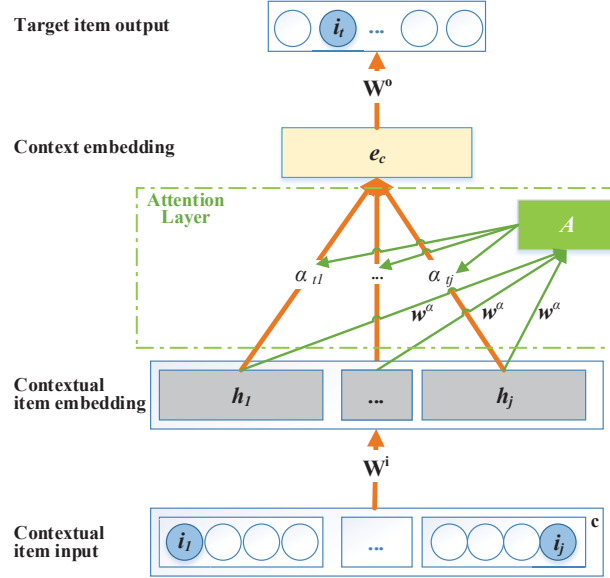 Target item output
i_t
...
W^o
Context embedding
e_c
Attention
Layer
A
α_t1
...
α_tj
w^α
w^α
w^α
Contextual
item embedding
h_1
...
h_j
W^i
Contextual
item input
i_1
...
i_j
c